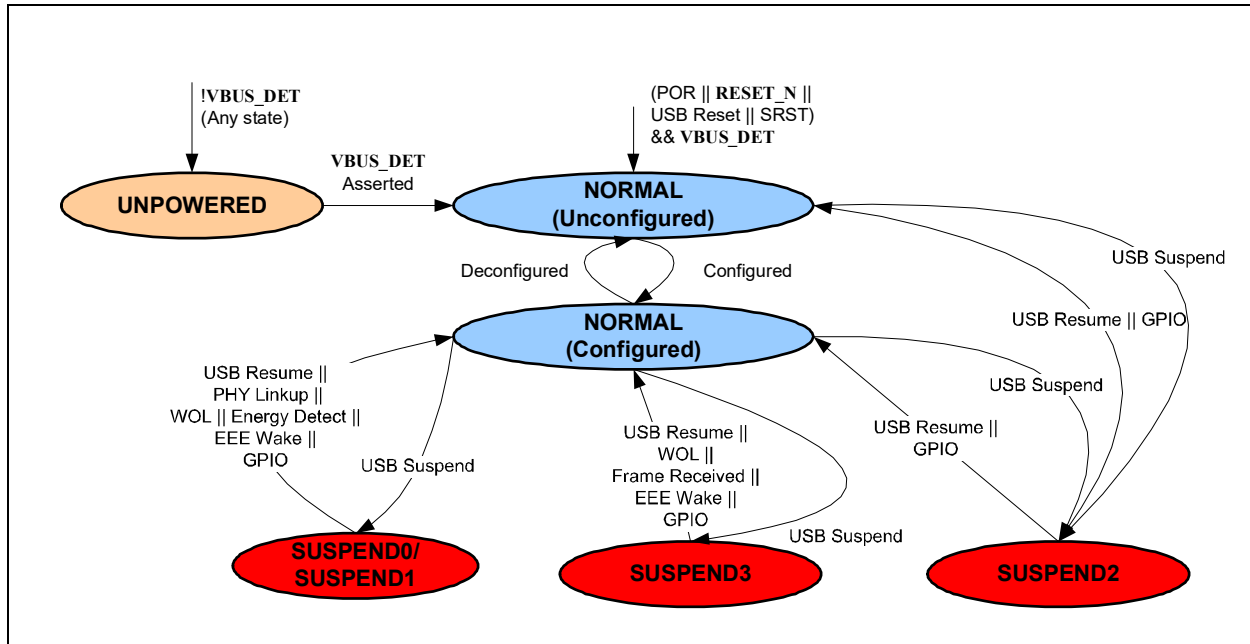 !VBUS_DET
(Any state)
(POR || RESET_N ||
USB Reset || SRST)
&& VBUS_DET
VBUS_DET
Asserted
UNPOWERED
NORMAL
(Unconfigured)
Deconfigured
Configured
USB Suspend
USB Resume || GPIO
NORMAL
(Configured)
USB Resume ||
PHY Linkup ||
WOL || Energy Detect ||
EEE Wake ||
GPIO
USB Suspend
USB Resume ||
WOL ||
Frame Received ||
EEE Wake ||
GPIO
USB Suspend
USB Suspend
USB Resume ||
GPIO
SUSPEND0/
SUSPEND1
SUSPEND3
SUSPEND2